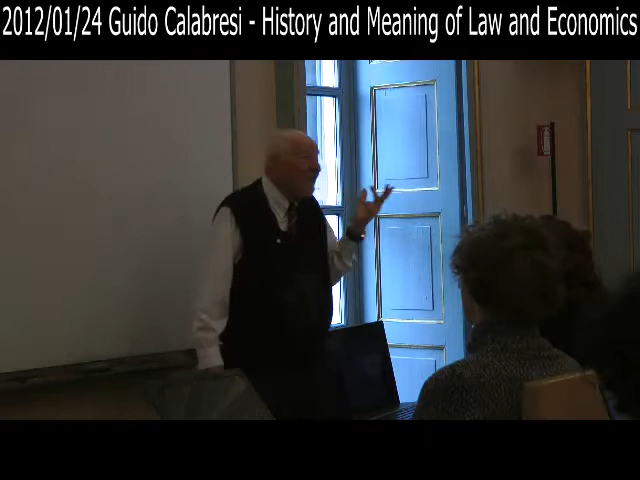 2012/01/24 Guido Calabresi - History and Meaning of Law and Economics